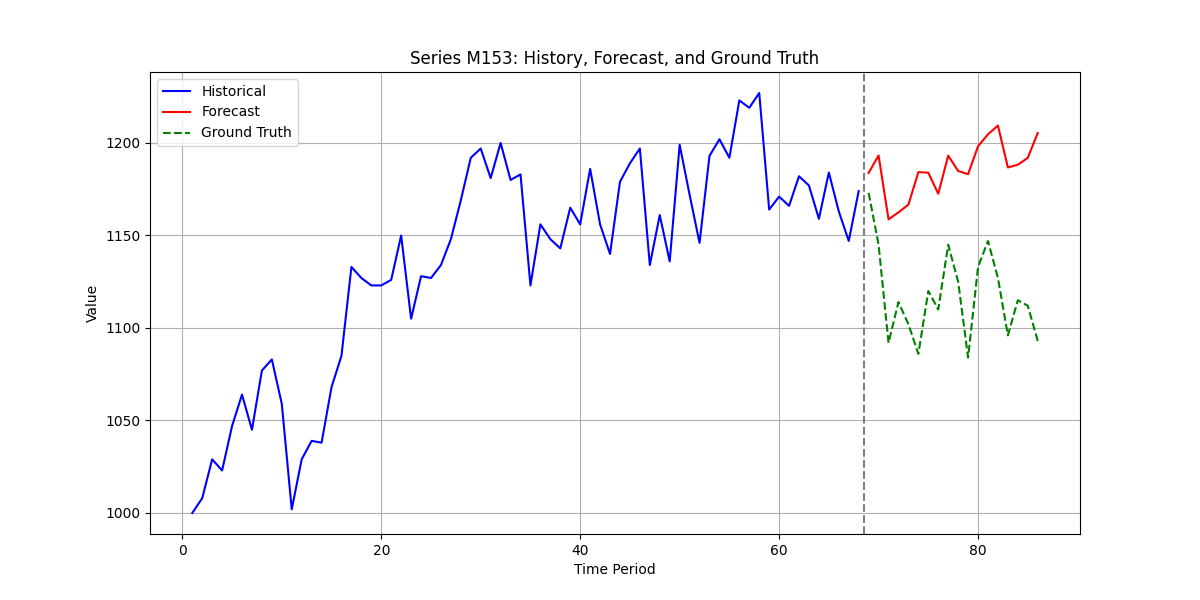 Series M153: History, Forecast, and Ground Truth
Historical
Forecast
Ground Truth
Value
1200
1150
1100
1050
1000
0 20 40 60 80
Time Period